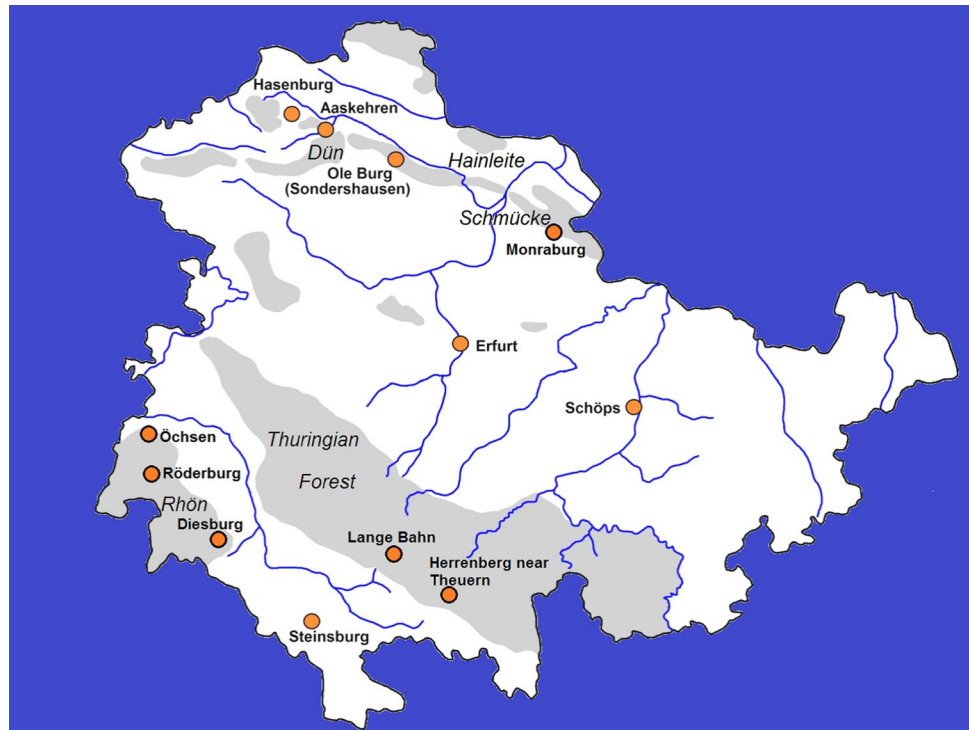 Hasenburg
Aaskehren
Dün
Hainleite
Ole Burg
(Sondershausen)
Schmücke
Monraburg
Erfurt
Schöps
Öchsen
Thuringian
Forest
Röderburg
Rhön
Diesburg
Lange Bahn
Herrenberg near
Theuern
Steinsburg